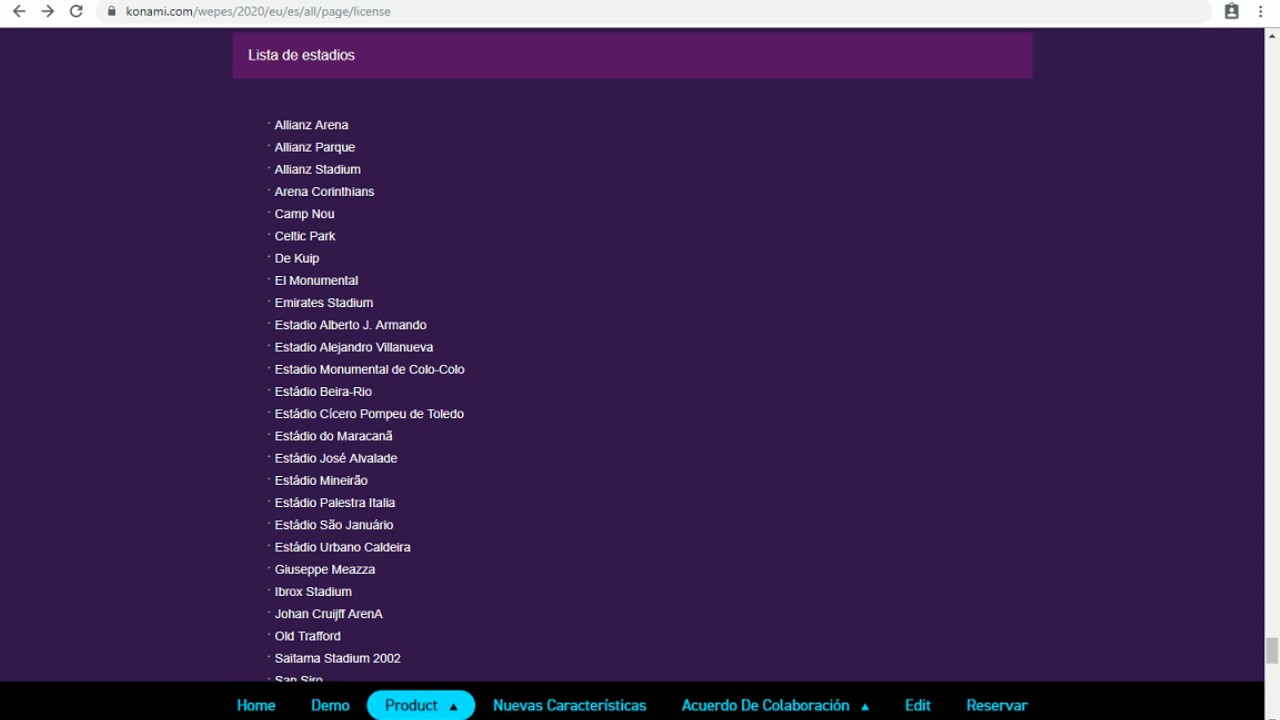 konami.com/wepes/2020/eu/es/all/page/license
Lista de estadios
· Allianz Arena
· Allianz Parque
· Allianz Stadium
· Arena Corinthians
· Camp Nou
· Celtic Park
· De Kuip
· El Monumental
· Emirates Stadium
· Estadio Alberto J. Armando
· Estadio Alejandro Villanueva
· Estadio Monumental de Colo-Colo
· Estádio Beira-Rio
· Estádio Cícero Pompeu de Toledo
· Estádio do Maracanã
· Estádio José Alvalade
· Estádio Mineirão
· Estádio Palestra Italia
· Estádio São Januário
· Estádio Urbano Caldeira
· Giuseppe Meazza
· Ibrox Stadium
· Johan Cruijff ArenA
· Old Trafford
· Saitama Stadium 2002
· San Siro
Home Demo Product ▲ Nuevas Características Acuerdo De Colaboración ▲ Edit Reservar